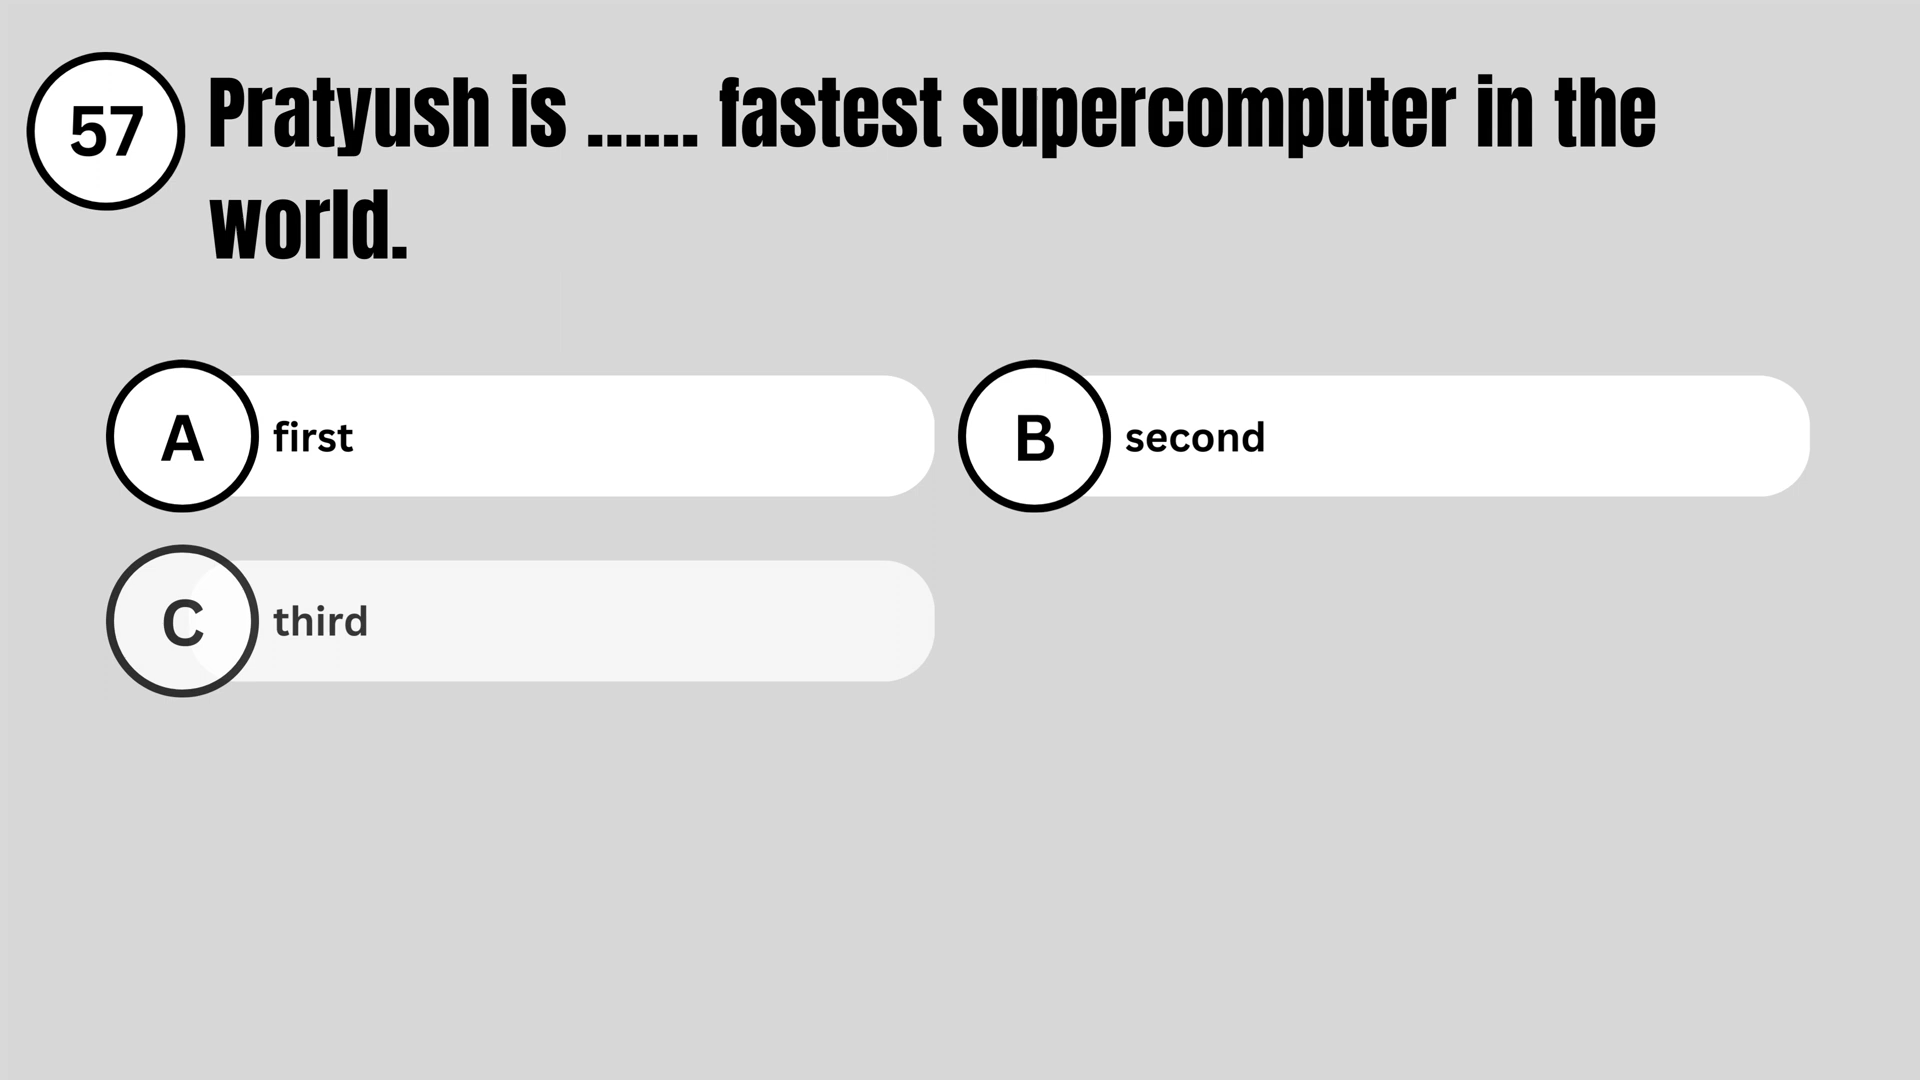 57
Pratyush is ...... fastest supercomputer in the
world.
A first
B second
C third